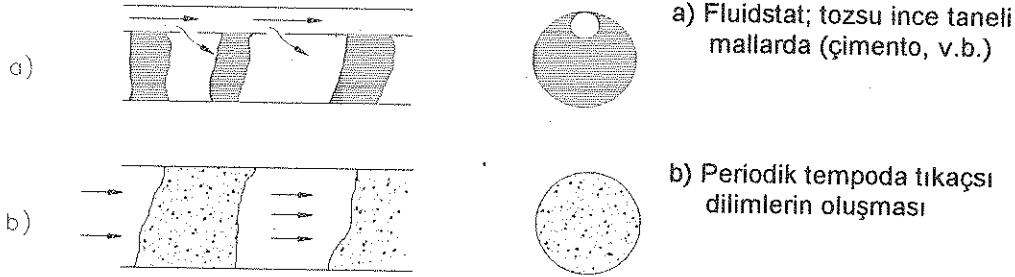 a)
a) Fluidstat; tozsu ince taneli
mallarda (çimento, v.b.)
b)
b) Periodik tempoda tıkaçsı
dilimlerin oluşması